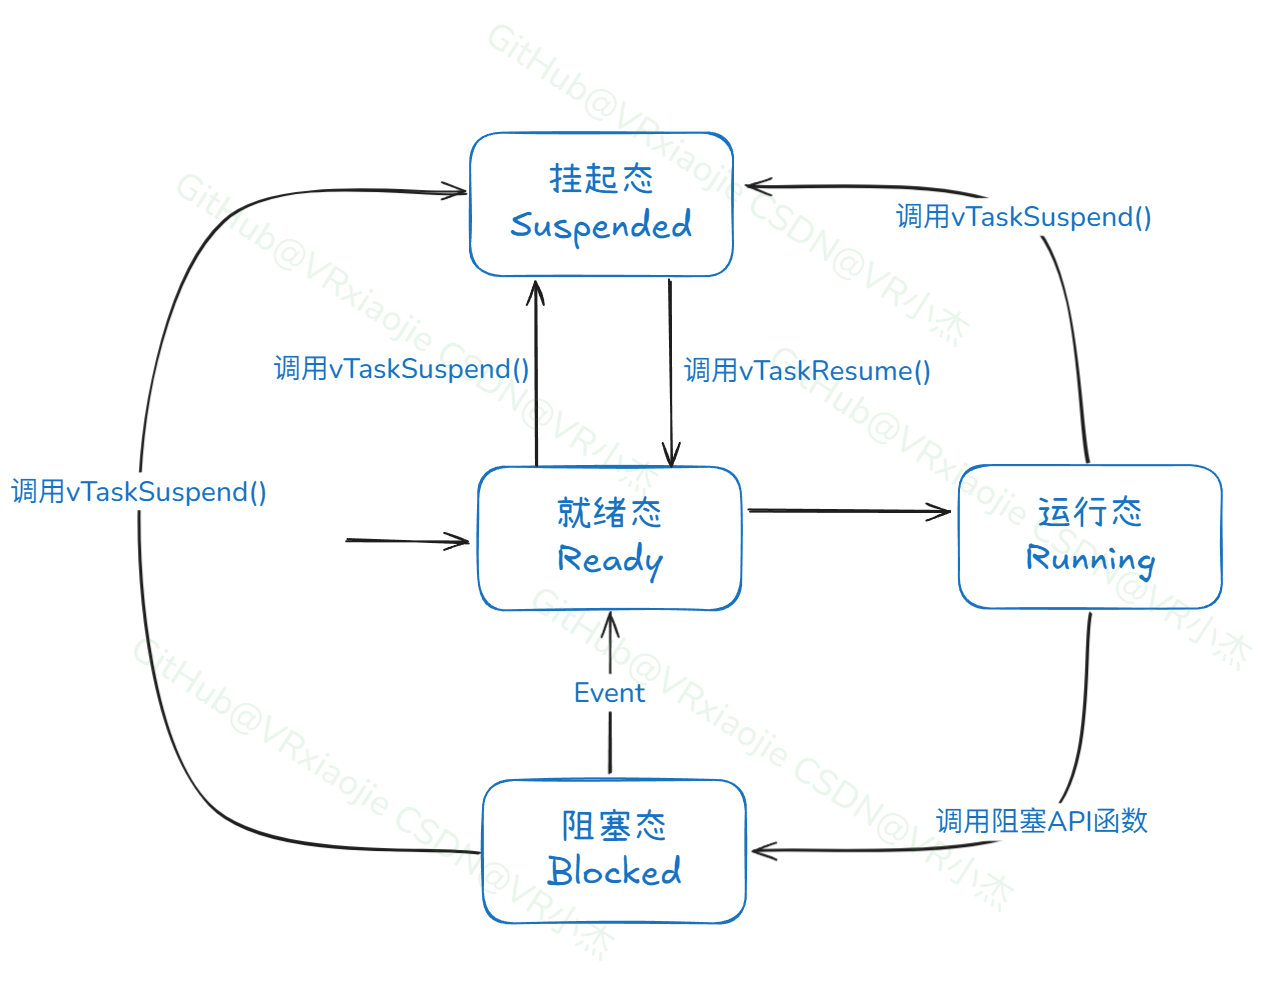 挂起态
Suspended
调用vTaskSuspend()
调用vTaskSuspend()
调用vTaskResume()
调用vTaskSuspend()
就绪态
Ready
运行态
Running
Event
阻塞态
Blocked
调用阻塞API函数
GitHub@VRxiaojie CSDN@VR小杰
GitHub@VRxiaojie CSDN@VR小杰
GitHub@VRxiaojie CSDN@VR小杰
GitHub@VRxiaojie CSDN@VR小杰
GitHub@VRxiaojie CSDN@VR小杰